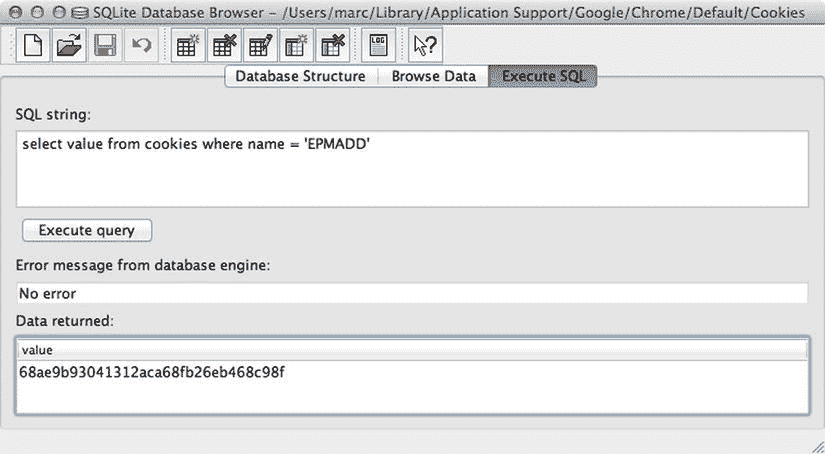 SQLite Database Browser – /Users/marc/Library/Application Support/Google/Chrome/Default/Cookies
LOG
Database Structure Browse Data Execute SQL
SQL string:
select value from cookies where name = 'EPMADD'
Execute query
Error message from database engine:
No error
Data returned:
value
68ae9b93041312aca68fb26eb468c98f